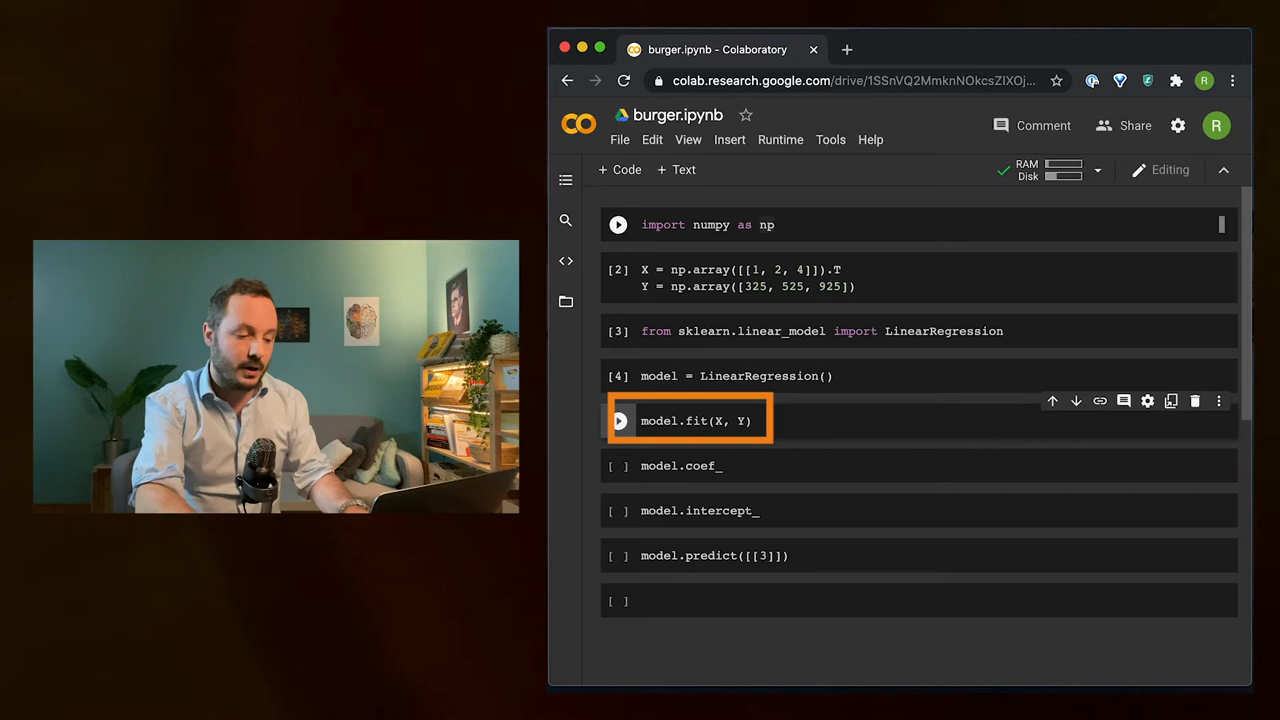 burger.ipynb - Colaboratory
colab.research.google.com/drive/1SSnVQ2MmknNOkcsZIXOj...
R
burger.ipynb
File Edit View Insert Runtime Tools Help
Comment Share R
+ Code + Text
RAM
Disk
Editing
import numpy as np
[2] X = np.array([[1, 2, 4]]).T
Y = np.array([325, 525, 925])
[3] from sklearn.linear_model import LinearRegression
[4] model = LinearRegression()
model.fit(X, Y)
[ ] model.coef_
[ ] model.intercept_
[ ] model.predict([[3]])
[ ]